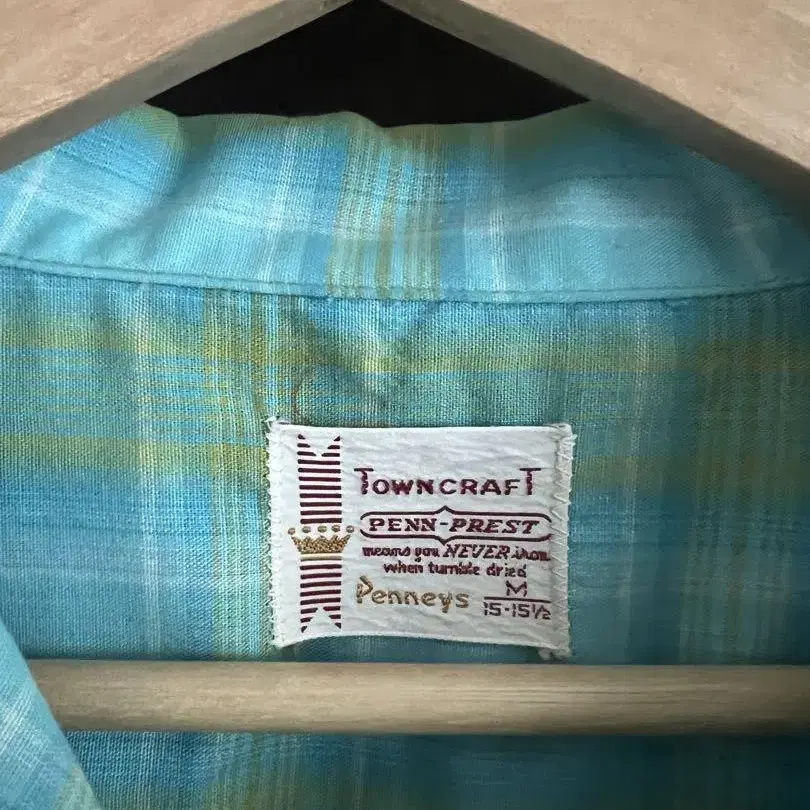 TOWNCRAFT
PENN-PREST
means you NEVER iron
when tumble dried
Penneys
M
15-15½